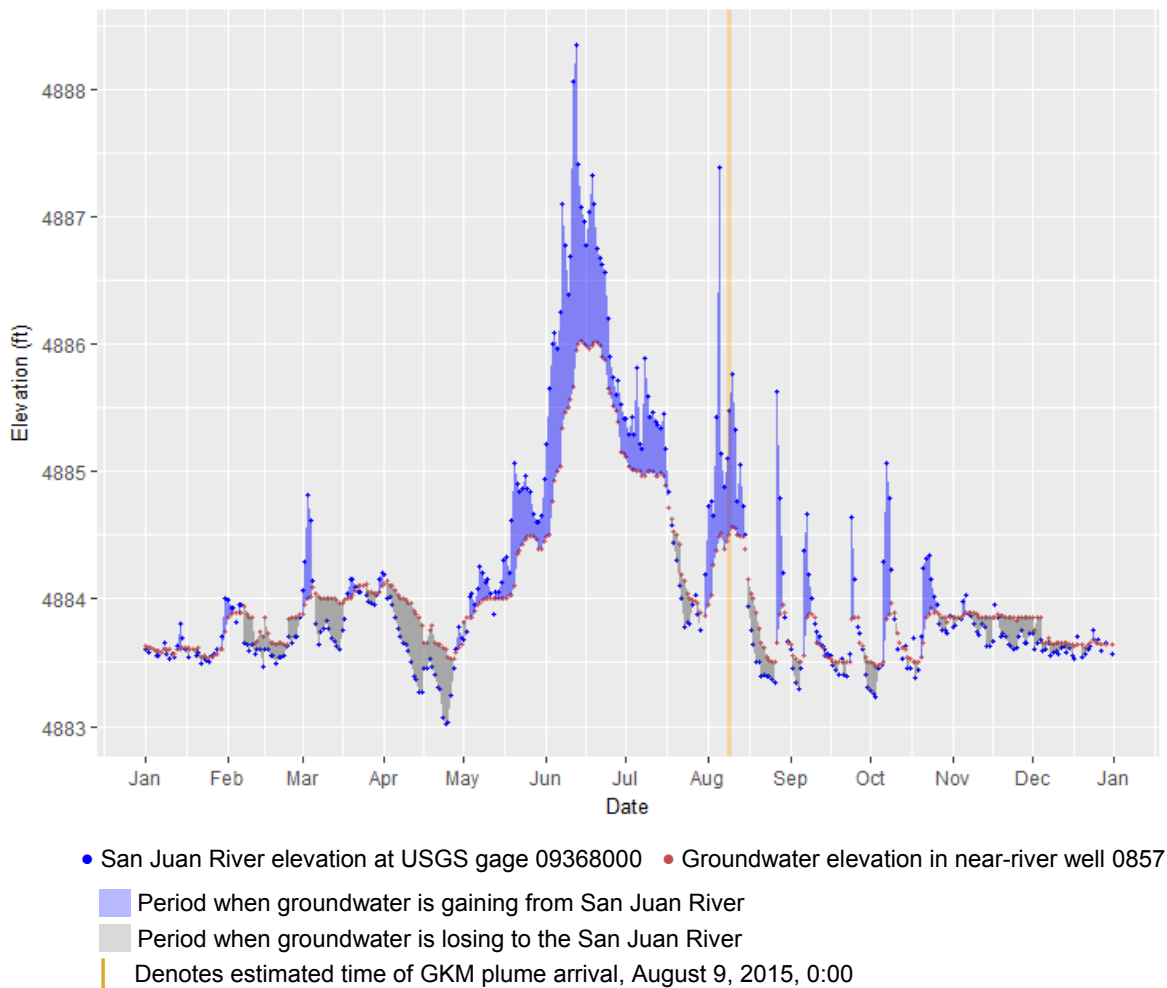 4888
4887
4886
4885
4884
4883
Elevation (ft)
Jan Feb Mar Apr May Jun Jul Aug Sep Oct Nov Dec Jan
Date
San Juan River elevation at USGS gage 09368000 Groundwater elevation in near-river well 0857
Period when groundwater is gaining from San Juan River
Period when groundwater is losing to the San Juan River
Denotes estimated time of GKM plume arrival, August 9, 2015, 0:00